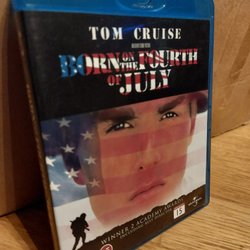 TOM CRUISE
BORN ON THE FOURTH
OF JULY
WINNER 2 ACADEMY AWARDS
15